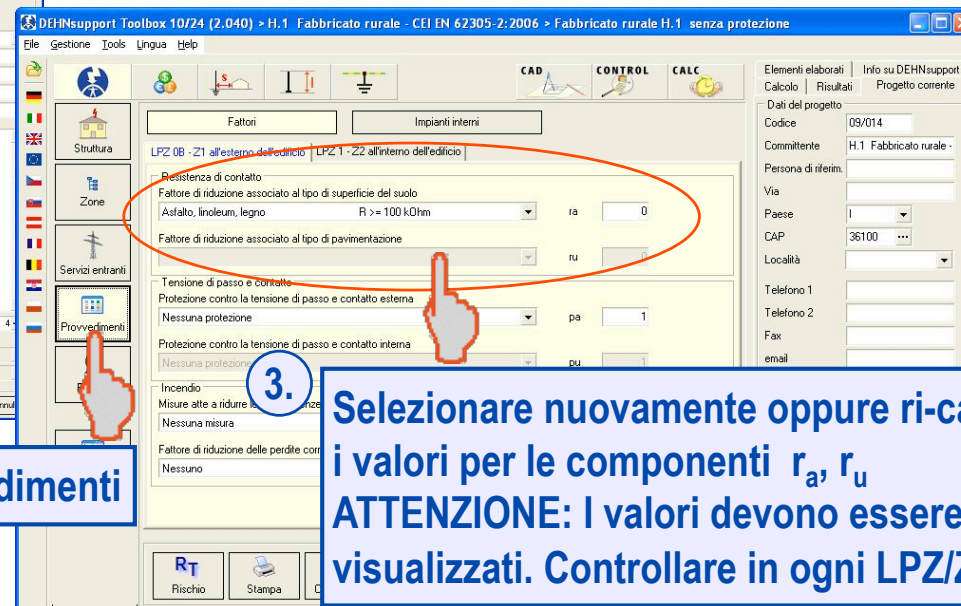 DEHNsupport Toolbox 10/24 (2.040) > H.1 Fabbricato rurale - CEI EN 62305-2:2006 > Fabbricato rurale H.1 senza protezione
File Gestione Tools Lingua Help
CAD CONTROL CALC
Elementi elaborati Info su DEHNsupport
Calcolo Risultati Progetto corrente
Struttura
Zone
Servizi entranti
Provvedimenti
Fattori Impianti interni
LPZ 0B - Z1 all'esterno dell'edificio LPZ 1 - Z2 all'interno dell'edificio
Resistenza di contatto
Fattore di riduzione associato al tipo di superficie del suolo
Asfalto, linoleum, legno R >= 100 kOhm ra 0
Fattore di riduzione associato al tipo di pavimentazione
ru
Tensione di passo e contatto
Protezione contro la tensione di passo e contatto esterna
Nessuna protezione pa 1
Protezione contro la tensione di passo e contatto interna
Nessuna protezione pu 1
Incendio
Misure atte a ridurre le
Nessuna misura
Fattore di riduzione delle perdite
Nessuno
Dati del progetto
Codice 09/014
Committente H.1 Fabbricato rurale -
Persona di riferim.
Via
Paese I
CAP 36100 ...
Località
Telefono 1
Telefono 2
Fax
email
RT
Rischio Stampa
dimenti
3.
Selezionare nuovamente oppure ri-ca
i valori per le componenti ra, ru
ATTENZIONE: I valori devono essere
visualizzati. Controllare in ogni LPZ/Z